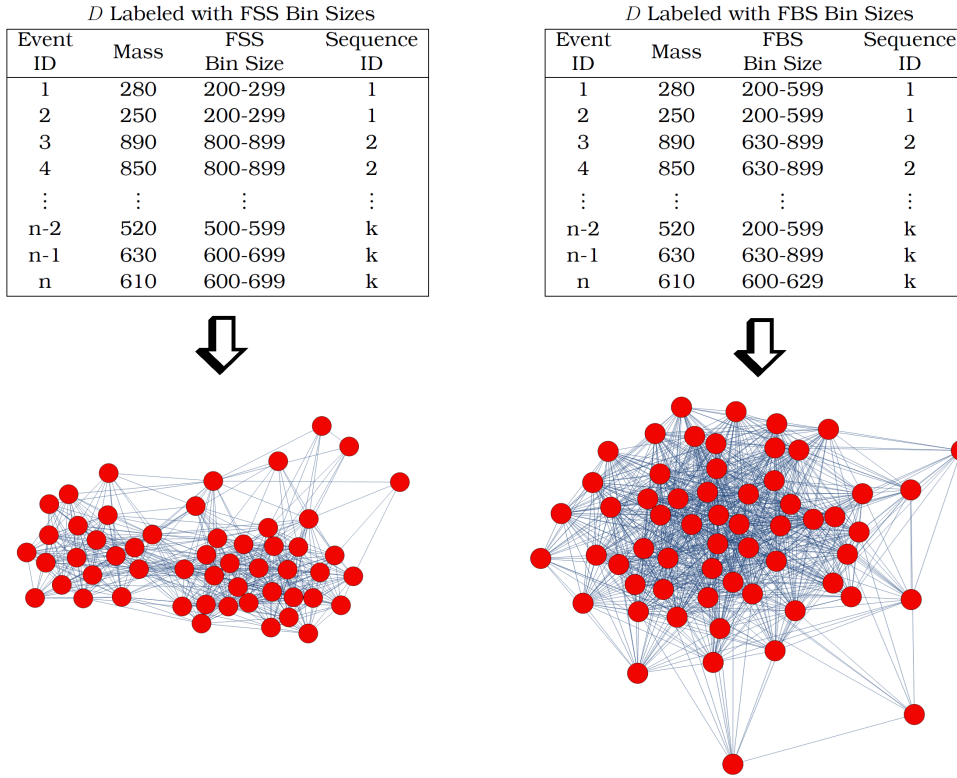 D Labeled with FSS Bin Sizes
Event ID Mass FSS Bin Size Sequence ID
1 280 200-299 1
2 250 200-299 1
3 890 800-899 2
4 850 800-899 2
⋮ ⋮ ⋮ ⋮
n-2 520 500-599 k
n-1 630 600-699 k
n 610 600-699 k
D Labeled with FBS Bin Sizes
Event ID Mass FBS Bin Size Sequence ID
1 280 200-599 1
2 250 200-599 1
3 890 630-899 2
4 850 630-899 2
⋮ ⋮ ⋮ ⋮
n-2 520 200-599 k
n-1 630 630-899 k
n 610 600-629 k